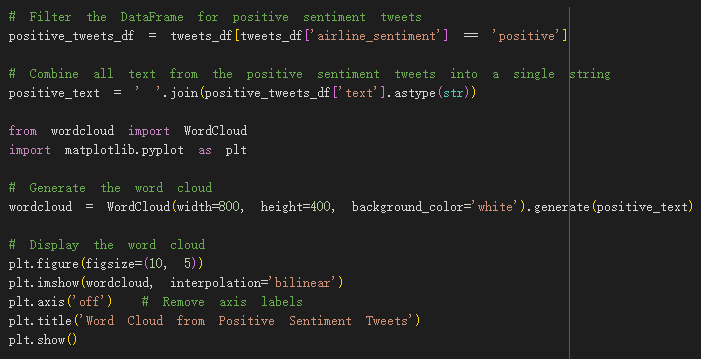 # Filter the DataFrame for positive sentiment tweets
positive_tweets_df = tweets_df[tweets_df['airline_sentiment'] == 'positive']
# Combine all text from the positive sentiment tweets into a single string
positive_text = ' '.join(positive_tweets_df['text'].astype(str))
from wordcloud import WordCloud
import matplotlib.pyplot as plt
# Generate the word cloud
wordcloud = WordCloud(width=800, height=400, background_color='white').generate(positive_text)
# Display the word cloud
plt.figure(figsize=(10, 5))
plt.imshow(wordcloud, interpolation='bilinear')
plt.axis('off') # Remove axis labels
plt.title('Word Cloud from Positive Sentiment Tweets')
plt.show()